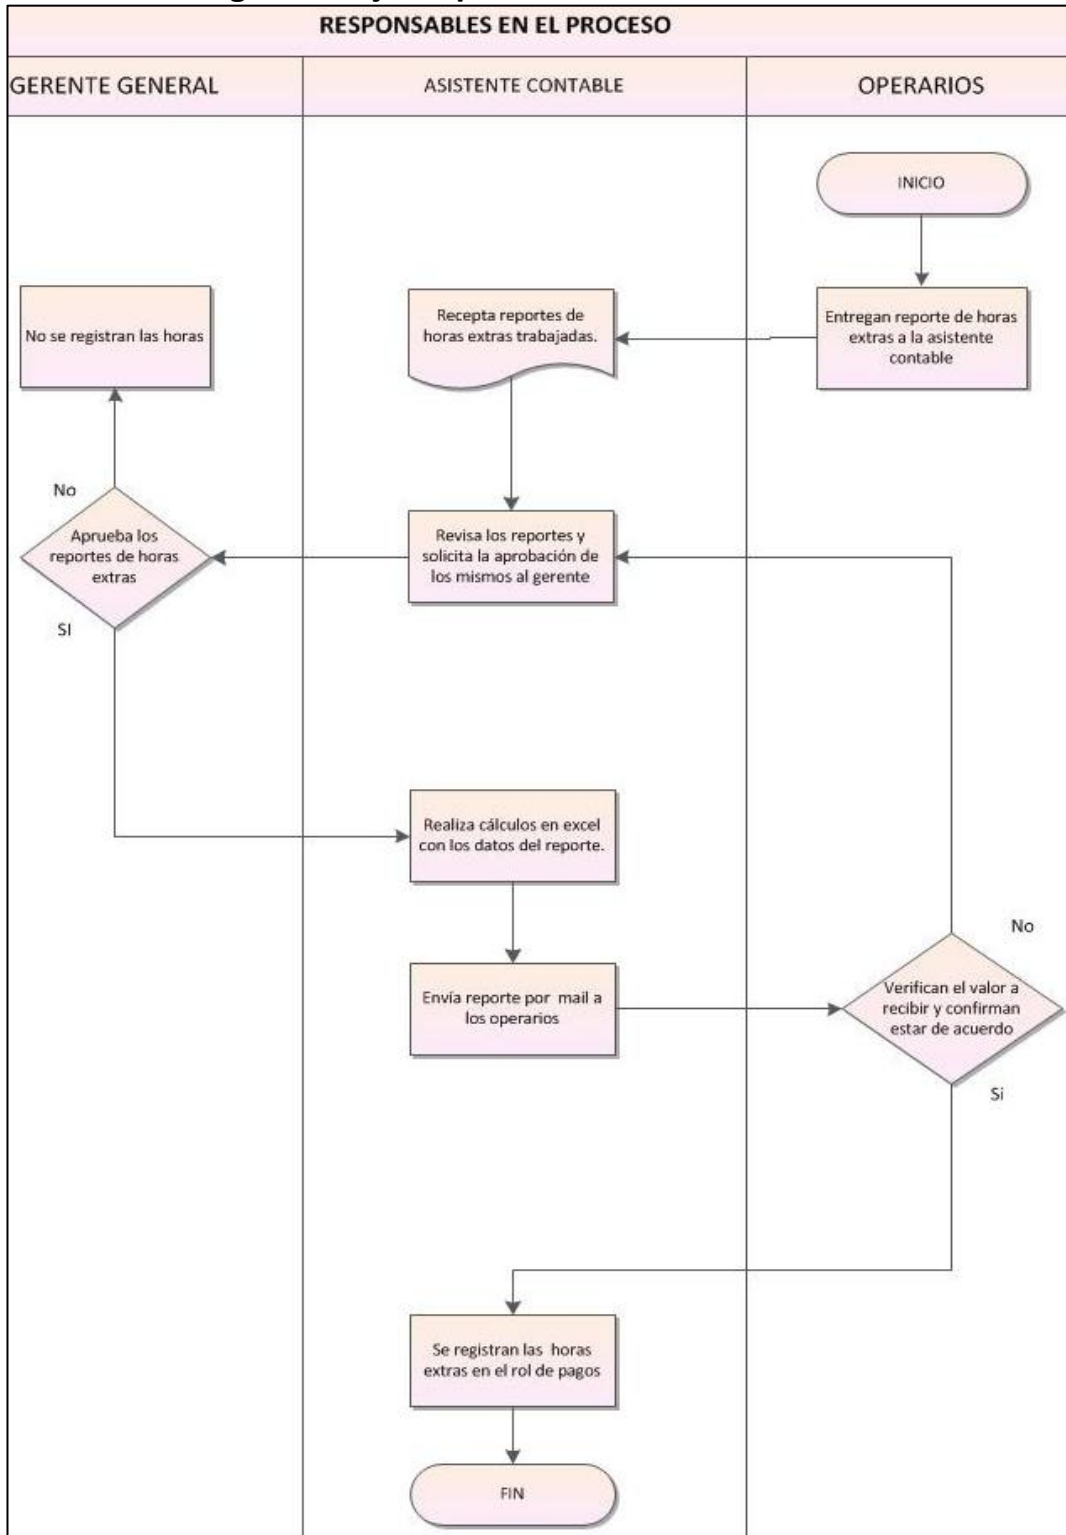 RESPONSABLES EN EL PROCESO
GERENTE GENERAL
ASISTENTE CONTABLE
OPERARIOS
INICIO
No se registran las horas
Recepta reportes de
horas extras trabajadas.
Entregan reporte de horas
extras a la asistente
contable
No
Aprueba los
reportes de horas
extras
SI
Revisa los reportes y
solicita la aprobación de
los mismos al gerente
Realiza cálculos en excel
con los datos del reporte.
No
Envía reporte por mail a
los operarios
Verifican el valor a
recibir y confirman
estar de acuerdo
Si
Se registran las horas
extras en el rol de pagos
FIN